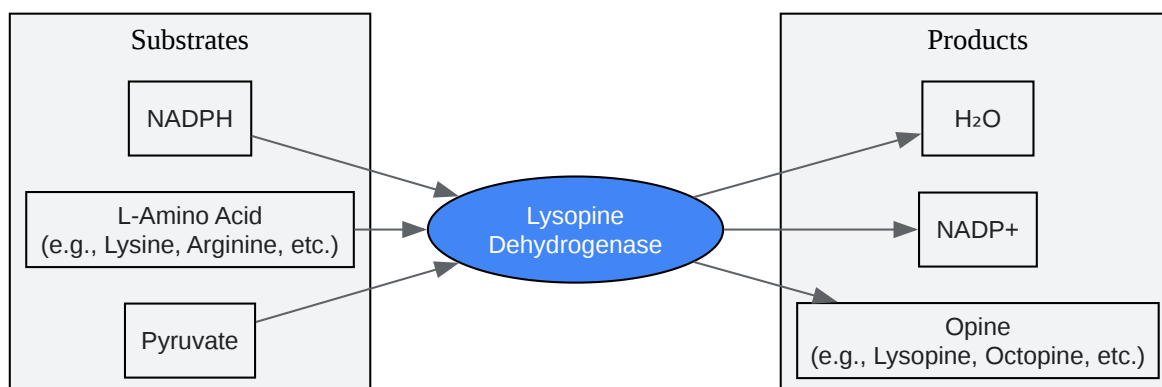 Substrates
NADPH
L-Amino Acid
(e.g., Lysine, Arginine, etc.)
Pyruvate
Lysopine
Dehydrogenase
Products
H₂O
NADP+
Opine
(e.g., Lysopine, Octopine, etc.)